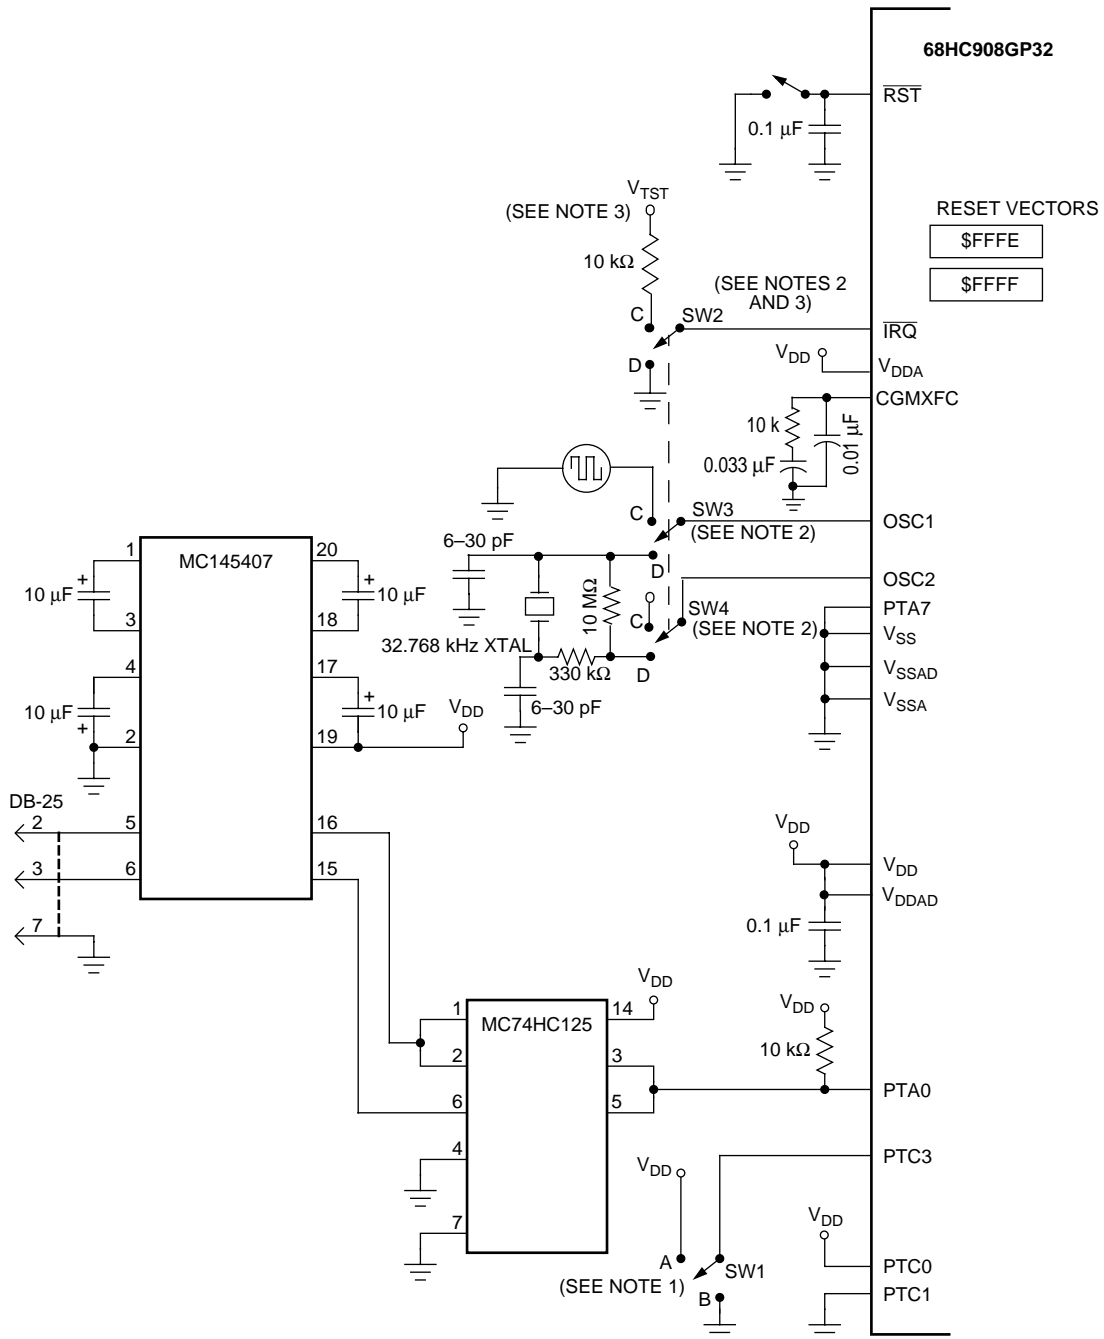 68HC908GP32
RST
0.1 µF
VTST
(SEE NOTE 3)
RESET VECTORS
$FFFE
10 kΩ
$FFFF
(SEE NOTES 2
AND 3)
C
SW2
IRQ
VDD
VDDA
D
CGMXFC
10 k
0.01 µF
0.033 µF
C
SW3
OSC1
(SEE NOTE 2)
6–30 pF
D
OSC2
1
MC145407
20
10 µF
+
+
10 µF
10 MΩ
C
SW4
PTA7
3
18
(SEE NOTE 2)
VSS
32.768 kHz XTAL
330 kΩ
D
4
17
VSSAD
10 µF
+
+
10 µF
6–30 pF
VSSA
VDD
2
19
DB-25
2
5
16
3
6
15
VDD
VDD
VDDAD
7
0.1 µF
VDD
1
MC74HC125
14
VDD
2
3
10 kΩ
6
5
PTA0
4
VDD
PTC3
7
VDD
A
SW1
PTC0
(SEE NOTE 1)
B
PTC1